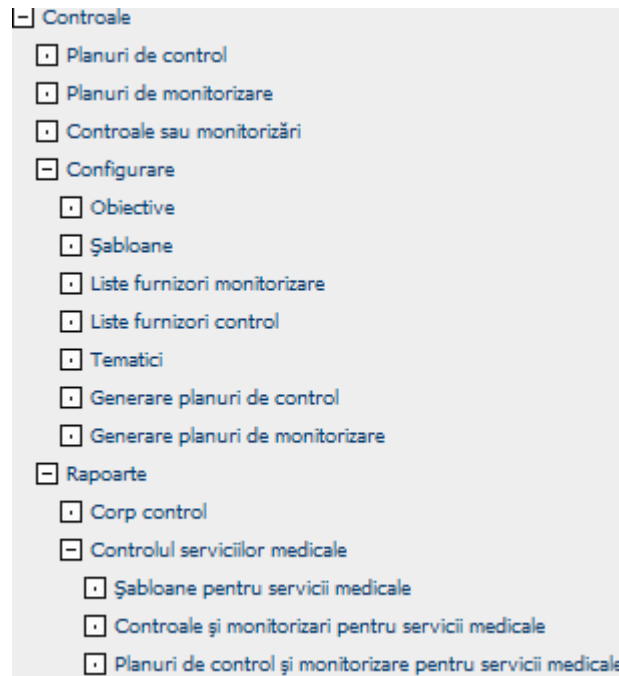 Controale
Planuri de control
Planuri de monitorizare
Controale sau monitorizări
Configurare
Obiective
Şabloane
Liste furnizori monitorizare
Liste furnizori control
Tematici
Generare planuri de control
Generare planuri de monitorizare
Rapoarte
Corp control
Controlul serviciilor medicale
Şabloane pentru servicii medicale
Controale şi monitorizari pentru servicii medicale
Planuri de control şi monitorizare pentru servicii medicale